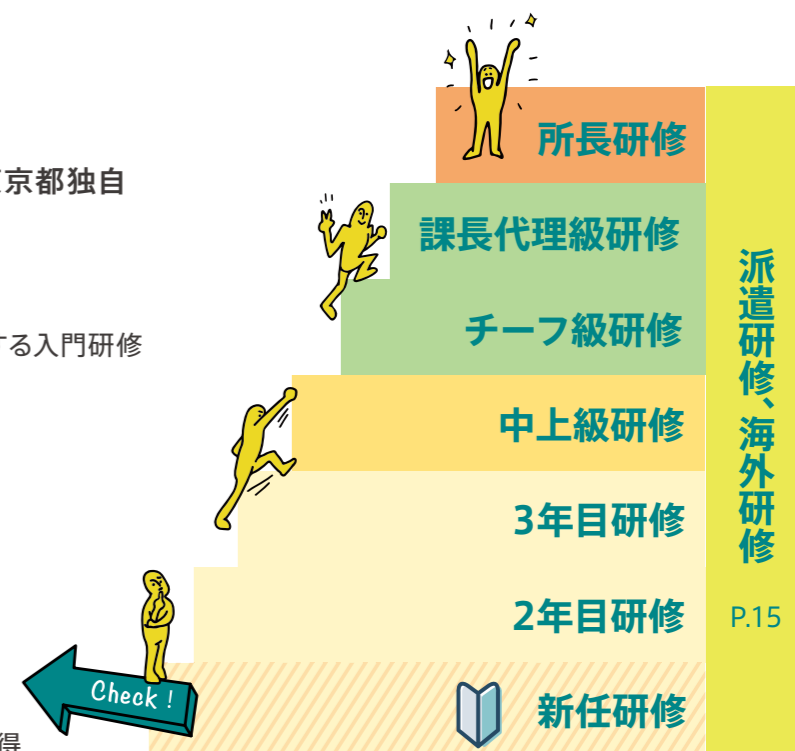 京都独自
する入門研修
得
所長研修
課長代理級研修
チーフ級研修
中上級研修
3年目研修
2年目研修
新任研修
Check !
派遣研修、海外研修
P.15